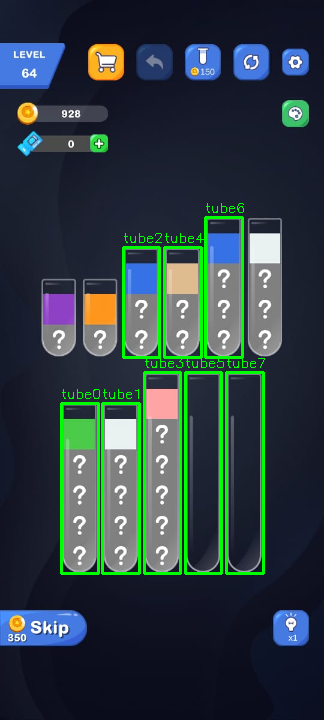 LEVEL
64
150
928
0
tube6
tube2 tube4
? ? ? ?
? ? ? ?
? ? ? ? ? ?
tube3 tube5 tube7
tube0 tube1
?
? ?
? ? ?
? ? ?
? ? ?
350 Skip
x1